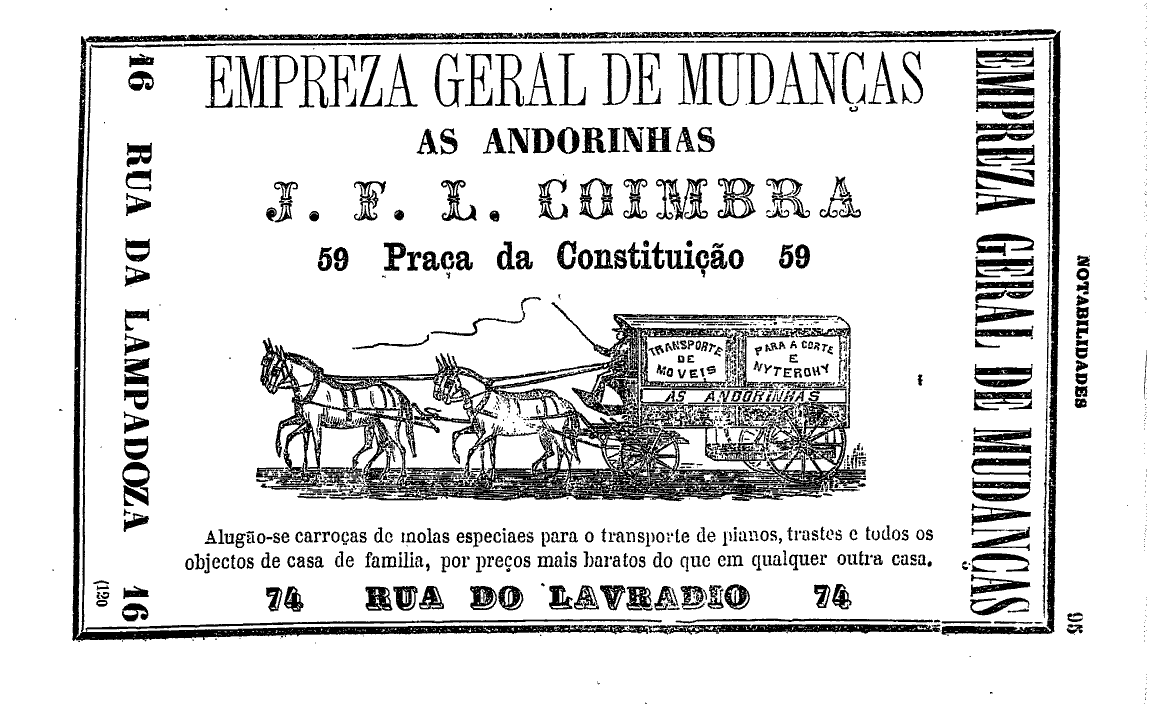 EMPREZA GERAL DE MUDANÇAS
AS ANDORINHAS
J. F. L. COIMBRA
59 Praça da Constituição 59
TRANSPORTE
DE
MOVEIS
PARA A CORTE
E
NYTEROHY
AS ANDORINHAS
Alugão-se carroças de molas especiaes para o transporte de pianos, trastes e todos os
objectos de casa de familia, por preços mais baratos do que em qualquer outra casa.
74 RUA DO LAVRADIO 74
16 RUA DA LAMPADOZA 16
(120
EMPREZA GERAL DE MUDANÇAS
NOTABILIDADES
95